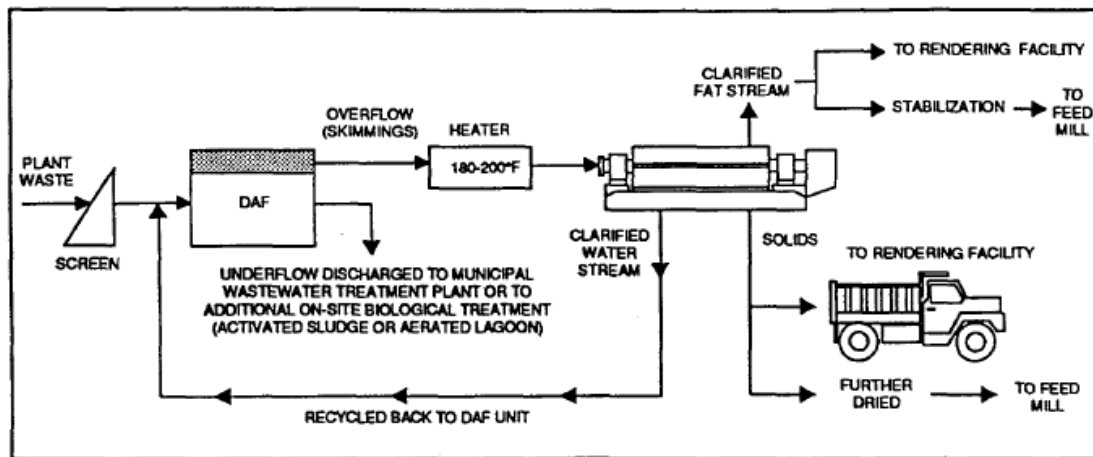 TO RENDERING FACILITY
CLARIFIED
FAT STREAM
STABILIZATION
TO
FEED
MILL
OVERFLOW
(SKIMMINGS)
HEATER
180-200°F
PLANT
WASTE
DAF
SCREEN
CLARIFIED
WATER
STREAM
SOLIDS
TO RENDERING FACILITY
UNDERFLOW DISCHARGED TO MUNICIPAL
WASTEWATER TREATMENT PLANT OR TO
ADDITIONAL ON-SITE BIOLOGICAL TREATMENT
(ACTIVATED SLUDGE OR AERATED LAGOON)
RECYCLED BACK TO DAF UNIT
FURTHER
DRIED
TO FEED
MILL